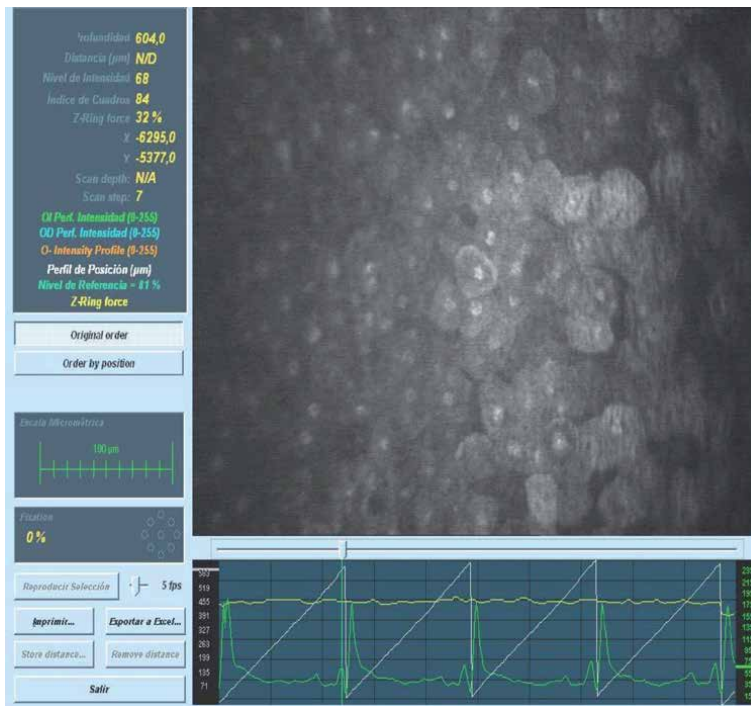 Profundidad 604,0
Distancia (µm) N/D
Nivel de Intensidad 68
Índice de Cuadros 84
Z-Ring force 32 %
X -6295,0
Y -5377,0
Scan depth: N/A
Scan step: 7
OI Perf. Intensidad (0-255)
OD Perf. Intensidad (0-255)
O- Intensity Profile (0-255)
Perfil de Posición (µm)
Nivel de Referencia = 81 %
Z-Ring force
Original order
Order by position
Escala Micrométrica
100 µm
Fixation
0%
Reproducir Selección 5 fps
Imprimir... Exportar a Excel...
Store distance... Remove distance
Salir
583
519
455
391
327
263
199
135
71